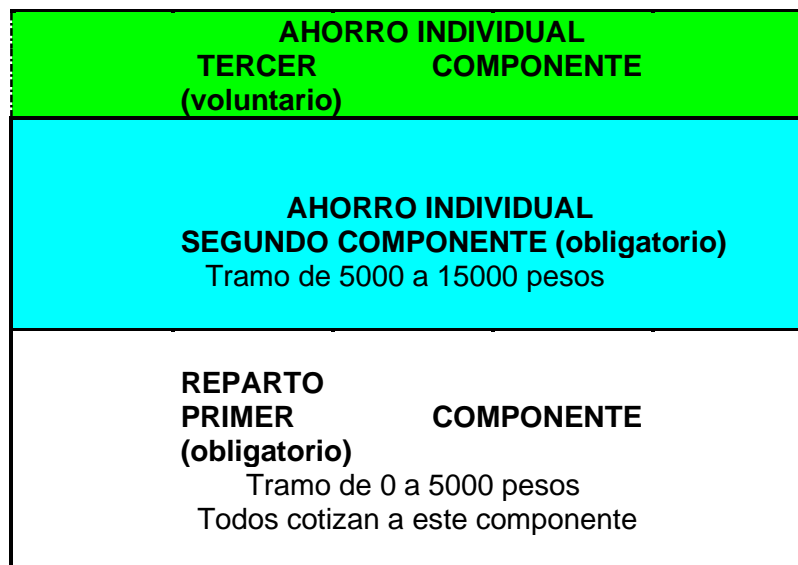 AHORRO INDIVIDUAL
TERCER COMPONENTE
(voluntario)
AHORRO INDIVIDUAL
SEGUNDO COMPONENTE (obligatorio)
Tramo de 5000 a 15000 pesos
REPARTO
PRIMER COMPONENTE
(obligatorio)
Tramo de 0 a 5000 pesos
Todos cotizan a este componente